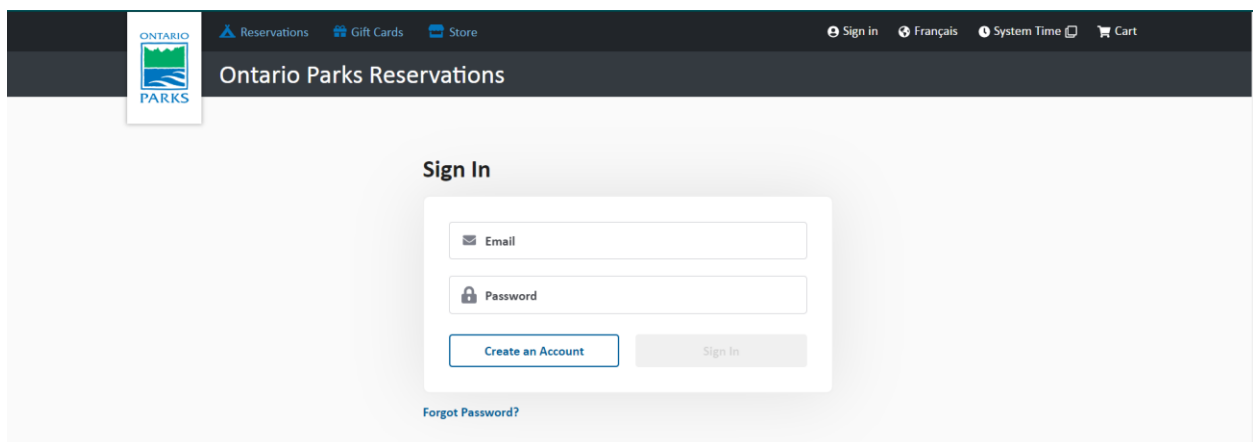 ONTARIO
PARKS
Reservations Gift Cards Store
Sign in Français System Time Cart
Ontario Parks Reservations
Sign In
Email
Password
Create an Account Sign In
Forgot Password?